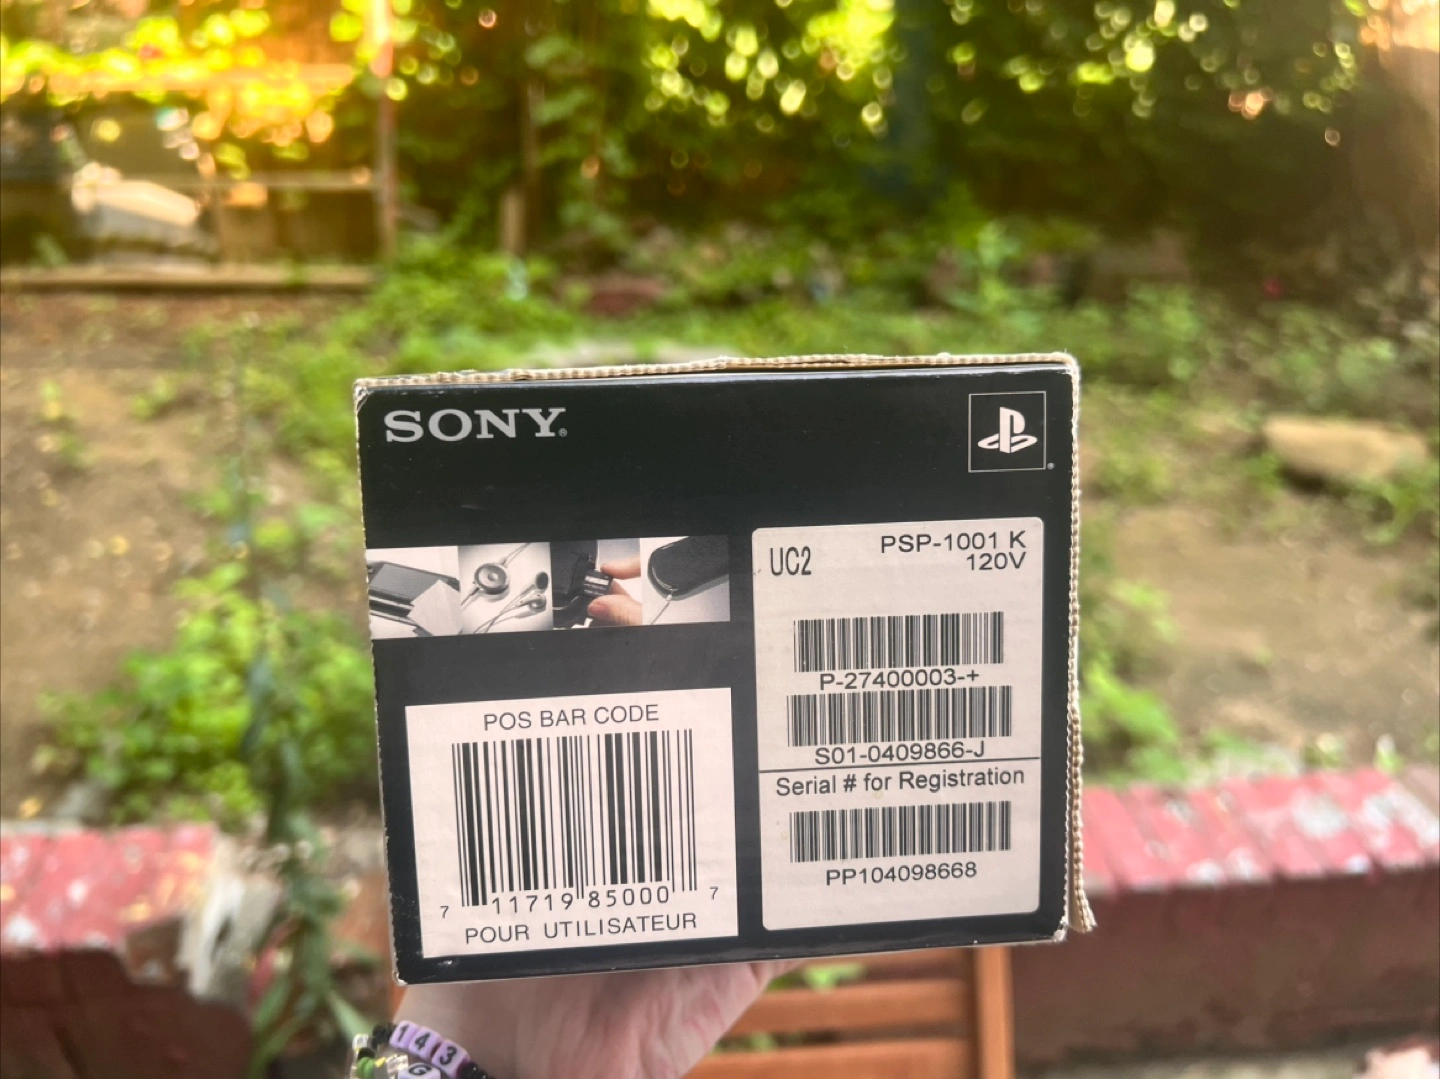 SONY®
UC2
PSP-1001 K
120V
P-27400003-+
S01-0409866-J
Serial # for Registration
PP104098668
POS BAR CODE
7 11719 85000 7
POUR UTILISATEUR
143
G